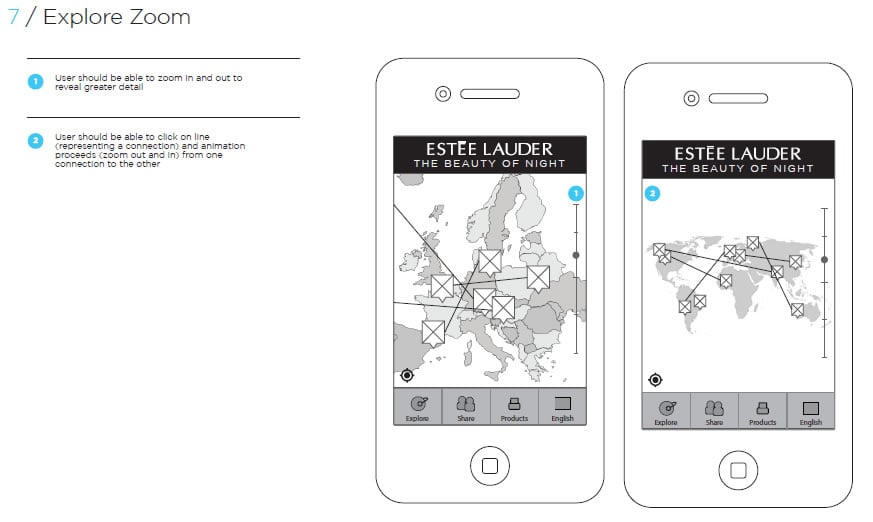 7 / Explore Zoom
1
User should be able to zoom in and out to
reveal greater detail
2
User should be able to click on line
(representing a connection) and animation
proceeds (zoom out and in) from one
connection to the other
ESTĒE LAUDER
THE BEAUTY OF NIGHT
1
Explore
Share
Products
English
ESTĒE LAUDER
THE BEAUTY OF NIGHT
2
Explore
Share
Products
English